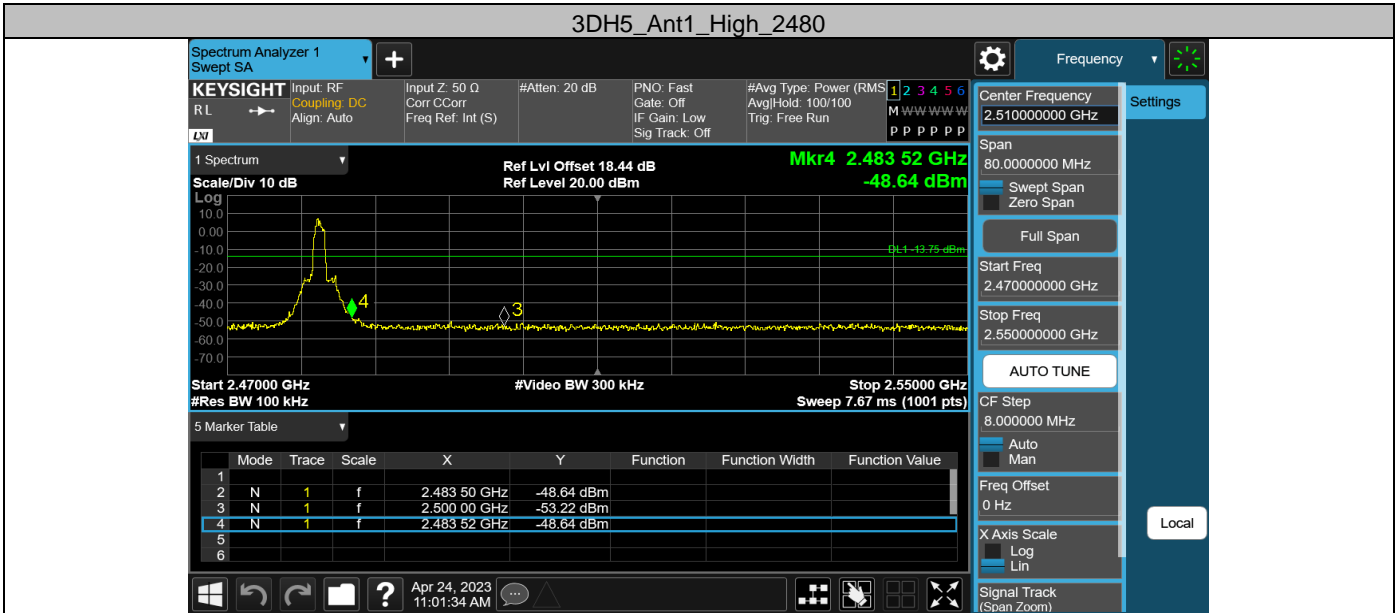 3DH5_Ant1_High_2480
Spectrum Analyzer 1
Swept SA
+
Frequency
KEYSIGHT
RL
LXI
Input: RF
Coupling: DC
Align: Auto
Input Z: 50 Ω
Corr CCorr
Freq Ref: Int (S)
#Atten: 20 dB
PNO: Fast
Gate: Off
IF Gain: Low
Sig Track: Off
#Avg Type: Power (RMS
Avg|Hold: 100/100
Trig: Free Run
1 2 3 4 5 6
M W W W W W
P P P P P P
1 Spectrum
Scale/Div 10 dB
Ref Lvl Offset 18.44 dB
Ref Level 20.00 dBm
Mkr4 2.483 52 GHz
-48.64 dBm
Log
10.0
0.00
-10.0
DL1 -13.75 dBm
-20.0
-30.0
-40.0
4
3
-50.0
-60.0
-70.0
Start 2.47000 GHz
#Video BW 300 kHz
Stop 2.55000 GHz
#Res BW 100 kHz
Sweep 7.67 ms (1001 pts)
5 Marker Table
Mode Trace Scale X Y Function Function Width Function Value
1
2 N 1 f 2.483 50 GHz -48.64 dBm
3 N 1 f 2.500 00 GHz -53.22 dBm
4 N 1 f 2.483 52 GHz -48.64 dBm
5
6
?
Apr 24, 2023
11:01:34 AM
Center Frequency
2.510000000 GHz
Settings
Span
80.0000000 MHz
Swept Span
Zero Span
Full Span
Start Freq
2.470000000 GHz
Stop Freq
2.550000000 GHz
AUTO TUNE
CF Step
8.000000 MHz
Auto
Man
Freq Offset
0 Hz
Local
X Axis Scale
Log
Lin
Signal Track
(Span Zoom)